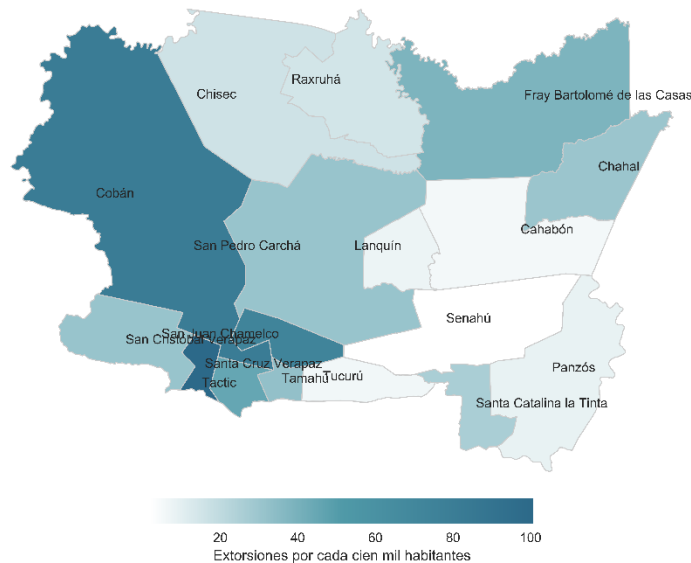 Raxruhá
Chisec
Fray Bartolomé de las Casas
Chahal
Cobán
Cahabón
San Pedro Carchá
Lanquín
Senahú
San Juan Chamelco
San Cristóbal Verapaz
Santa Cruz Verapaz
Panzós
Tactic
Tamahú
Tucurú
Santa Catalina la Tinta
20 40 60 80 100
Extorsiones por cada cien mil habitantes